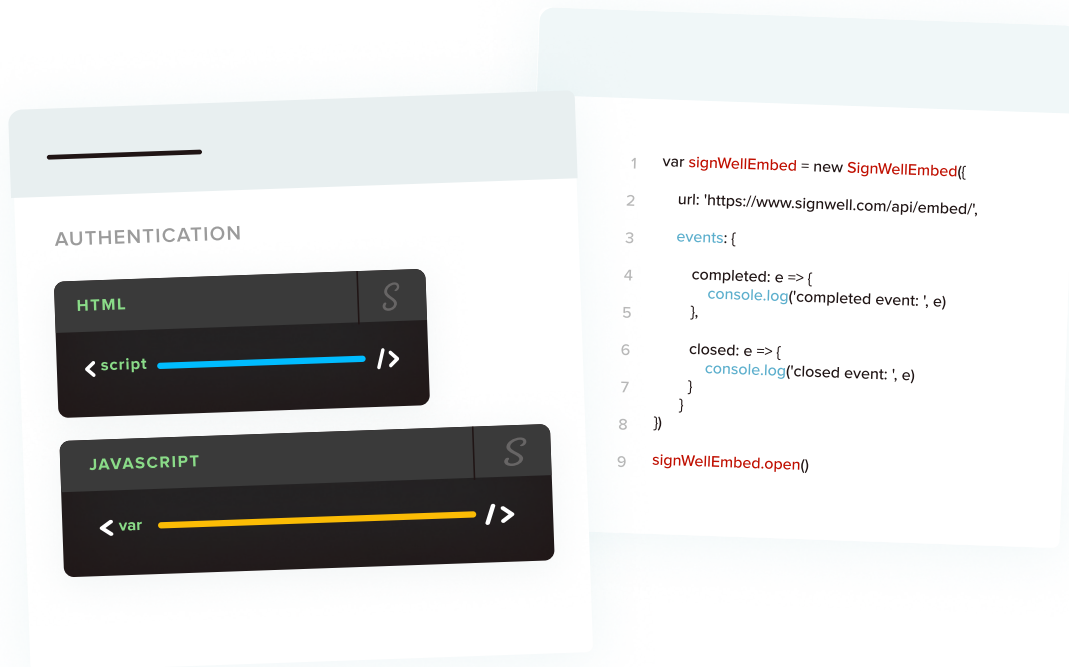 AUTHENTICATION
HTML
S
< script />
JAVASCRIPT
S
< var />
1 var signWellEmbed = new SignWellEmbed({
2 url: 'https://www.signwell.com/api/embed/',
3 events: {
4 completed: e => {
console.log('completed event: ', e)
5 },
6 closed: e => {
console.log('closed event: ', e)
7 }
}
8 })
9 signWellEmbed.open()